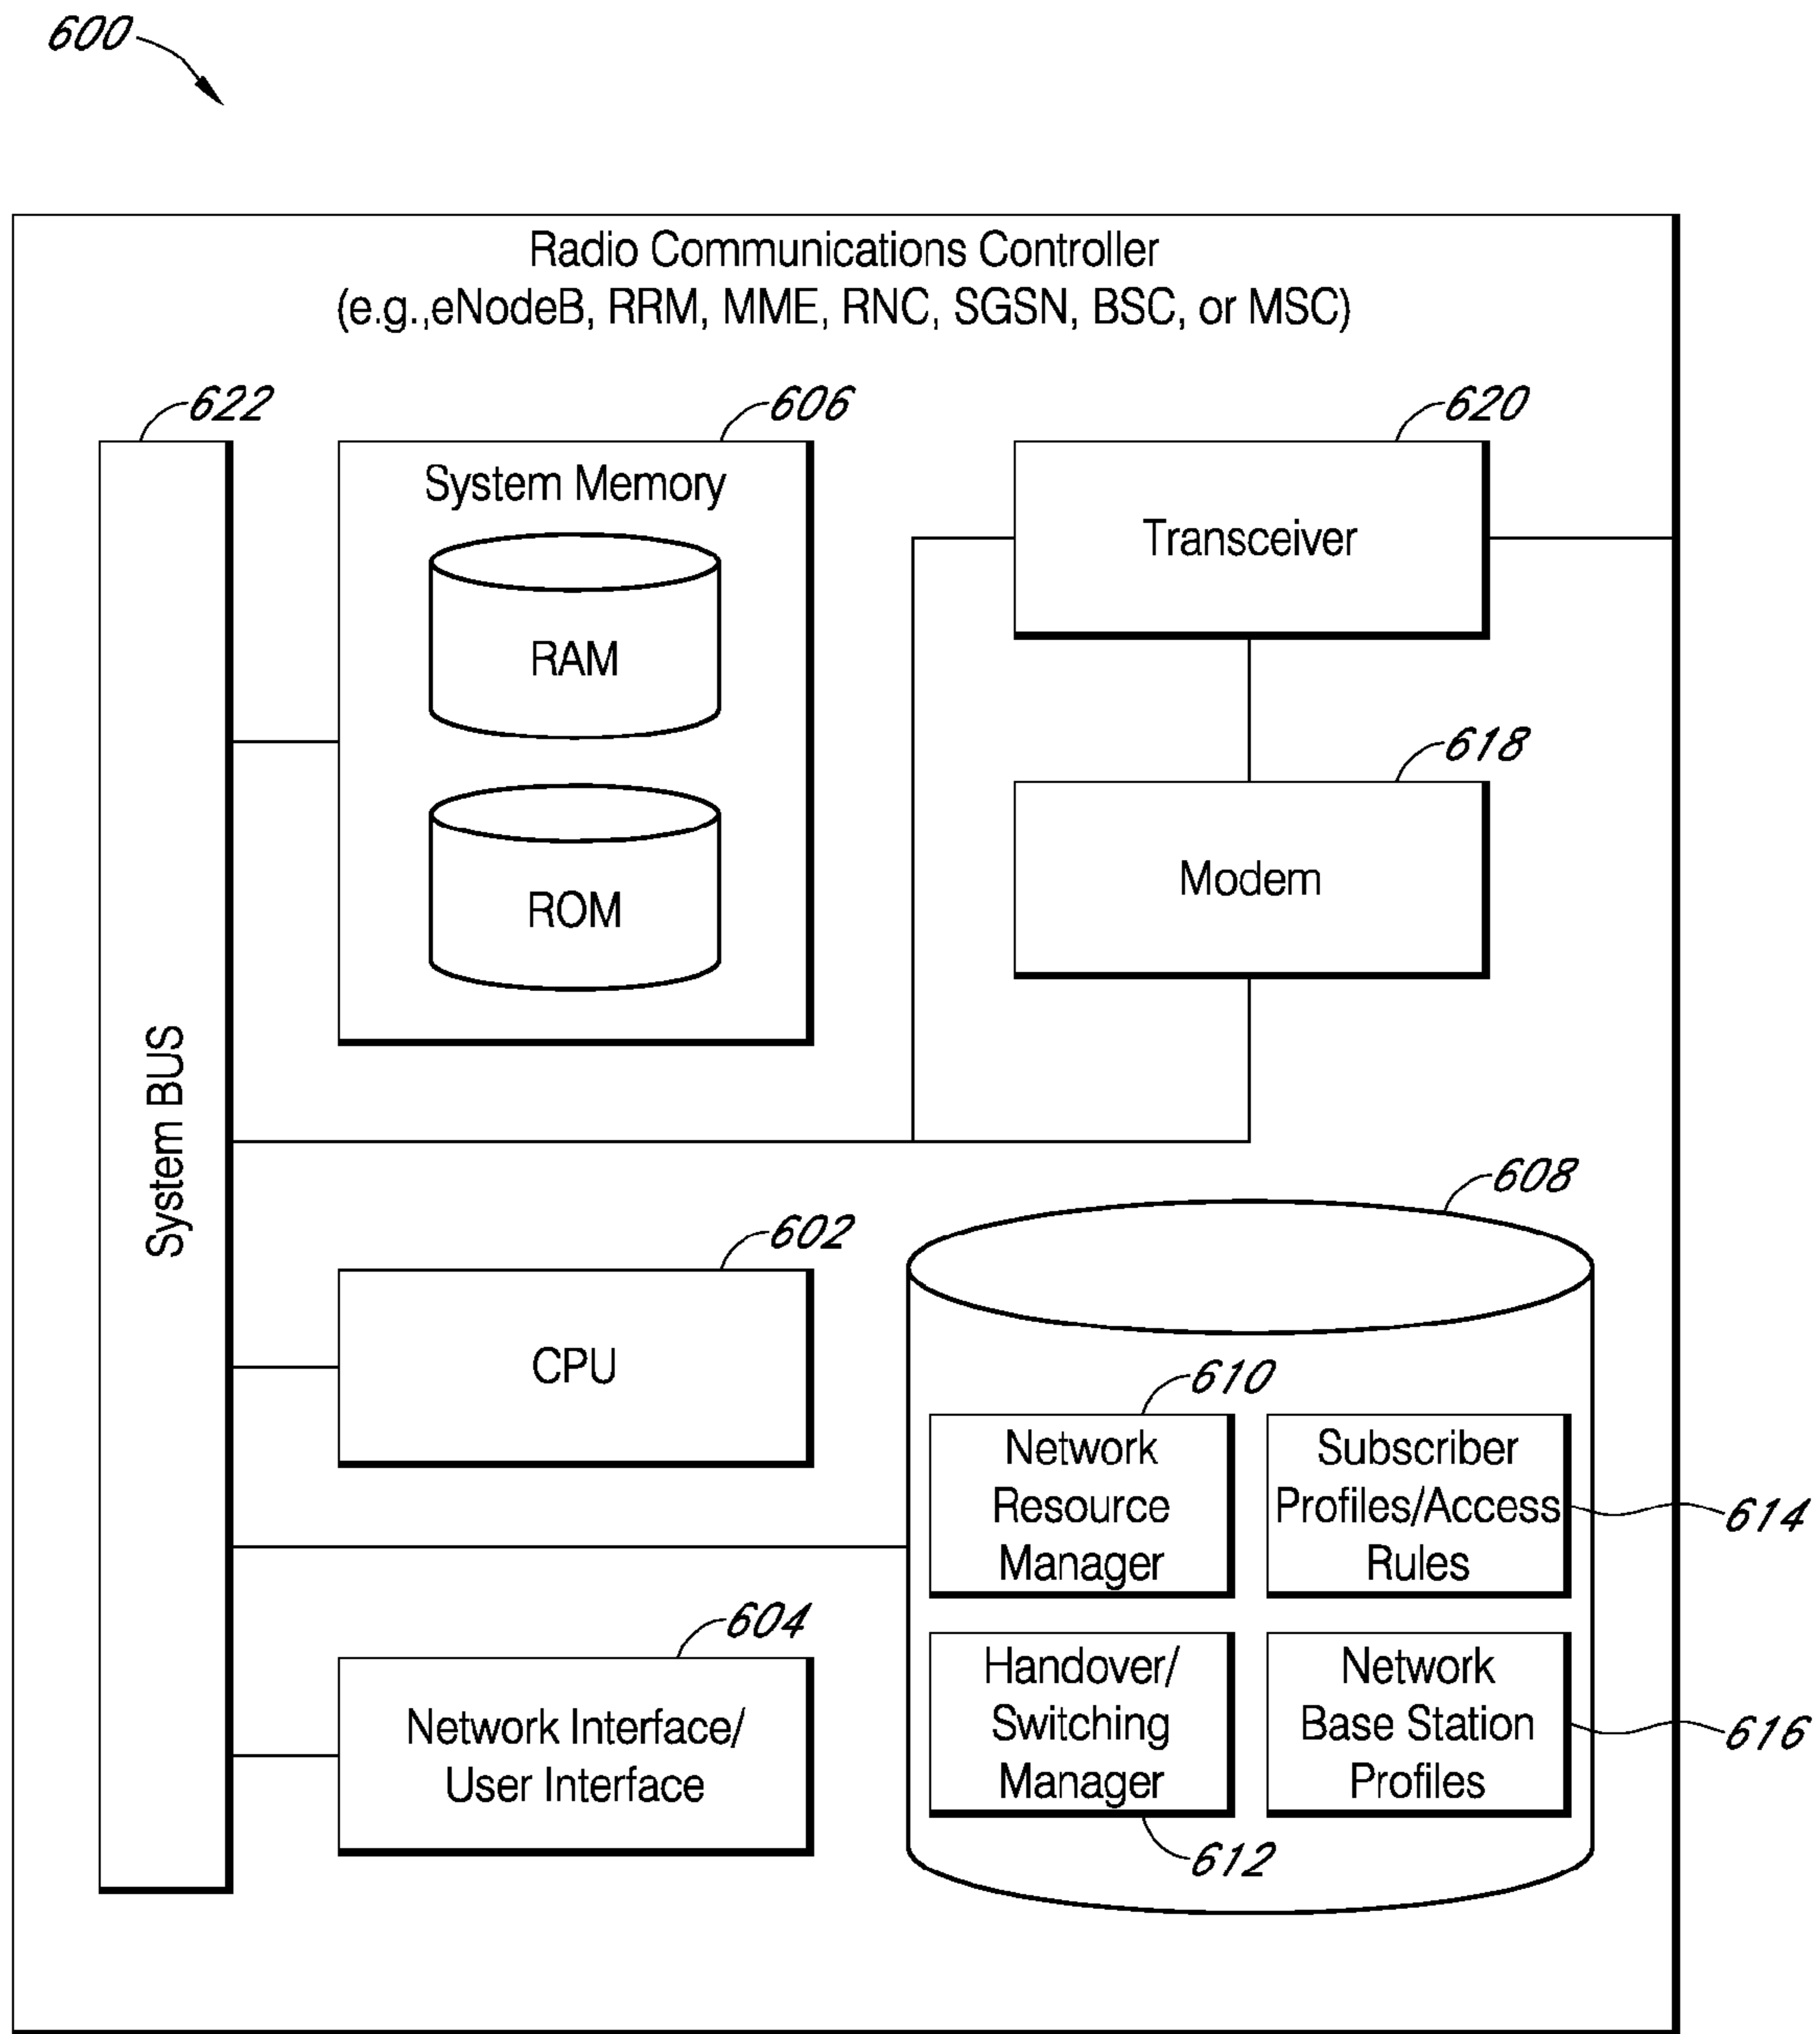 600
Radio Communications Controller
(e.g.,eNodeB, RRM, MME, RNC, SGSN, BSC, or MSC)
622
606
620
System Memory
Transceiver
RAM
618
Modem
ROM
System BUS
608
602
CPU
610
Network
Resource
Manager
Subscriber
Profiles/Access
Rules
614
604
Network Interface/
User Interface
Handover/
Switching
Manager
Network
Base Station
Profiles
616
612